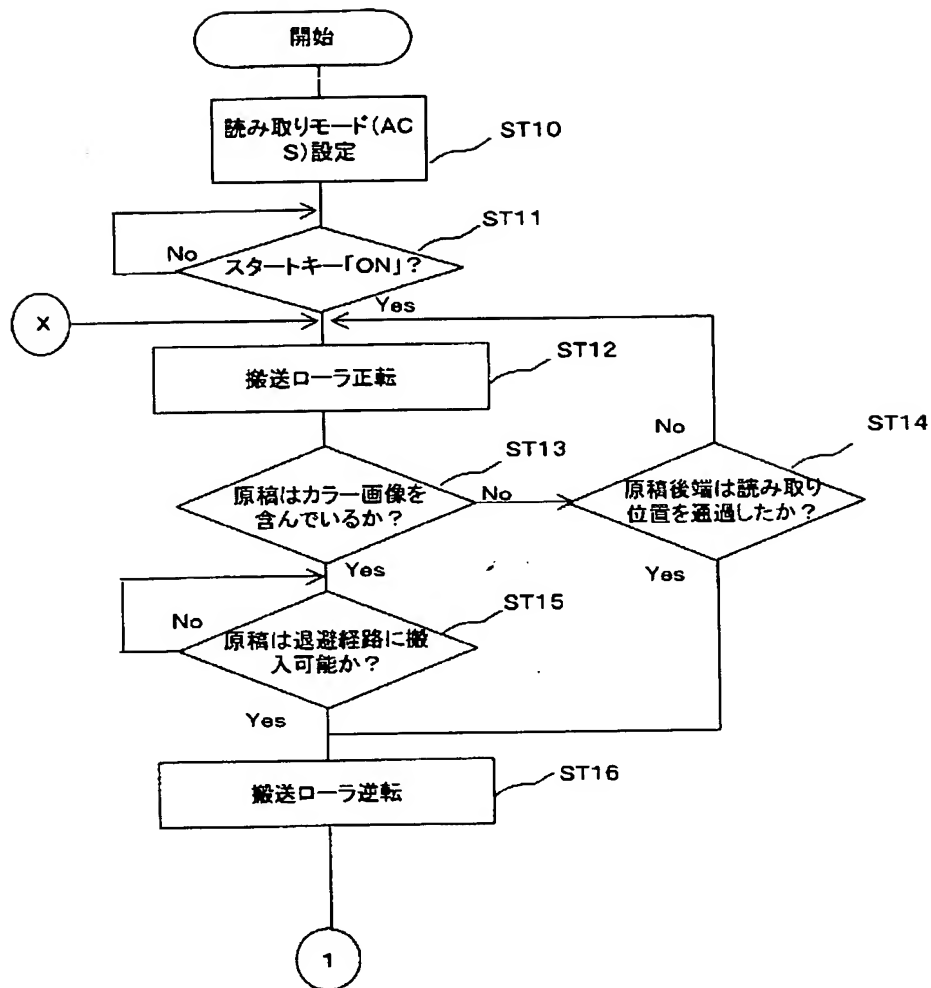 開始
読み取りモード(AC
S)設定
ST10
ST11
No
スタートキー「ON」?
Yes
X
ST12
搬送ローラ正転
No
ST14
ST13
原稿はカラー画像を
含んでいるか?
No
原稿後端は読み取り
位置を通過したか?
Yes
Yes
ST15
No
原稿は退避経路に搬
入可能か?
Yes
ST16
搬送ローラ逆転
1